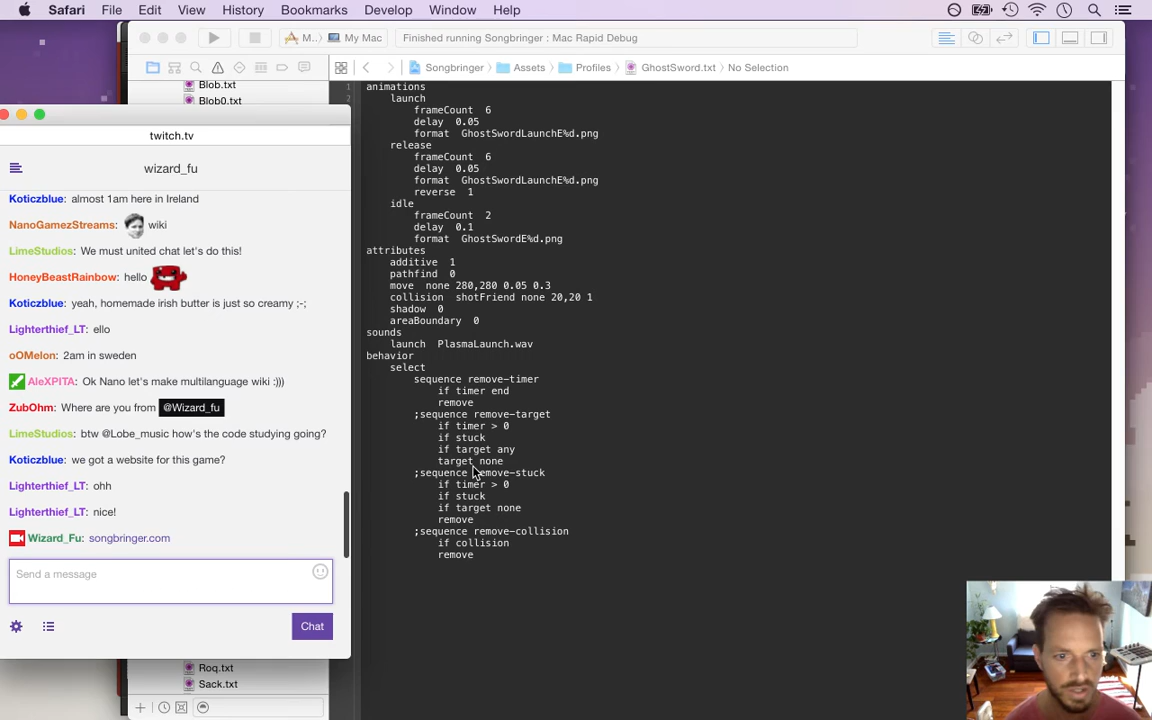 Safari File Edit View History Bookmarks Develop Window Help
M.. My Mac Finished running Songbringer : Mac Rapid Debug
Songbringer Assets Profiles GhostSword.txt No Selection
Blob.txt
Blob0.txt
twitch.tv
wizard_fu
Koticzblue: almost 1am here in Ireland
NanoGamezStreams: wiki
LimeStudios: We must united chat let's do this!
HoneyBeastRainbow: hello
Koticzblue: yeah, homemade irish butter is just so creamy ;-;
Lighterthief_LT: ello
oOMelon: 2am in sweden
AleXPITA: Ok Nano let's make multilanguage wiki :)))
ZubOhm: Where are you from @Wizard_fu
LimeStudios: btw @Lobe_music how's the code studying going?
Koticzblue: we got a website for this game?
Lighterthief_LT: ohh
Lighterthief_LT: nice!
Wizard_Fu: songbringer.com
Send a message
Chat
Roq.txt
Sack.txt
1
2
animations
launch
frameCount 6
delay 0.05
format GhostSwordLaunchE%d.png
release
frameCount 6
delay 0.05
format GhostSwordLaunchE%d.png
reverse 1
idle
frameCount 2
delay 0.1
format GhostSwordE%d.png
attributes
additive 1
pathfind 0
move none 280,280 0.05 0.3
collision shotFriend none 20,20 1
shadow 0
areaBoundary 0
sounds
launch PlasmaLaunch.wav
behavior
select
sequence remove-timer
if timer end
remove
;sequence remove-target
if timer > 0
if stuck
if target any
target none
;sequence remove-stuck
if timer > 0
if stuck
if target none
remove
;sequence remove-collision
if collision
remove